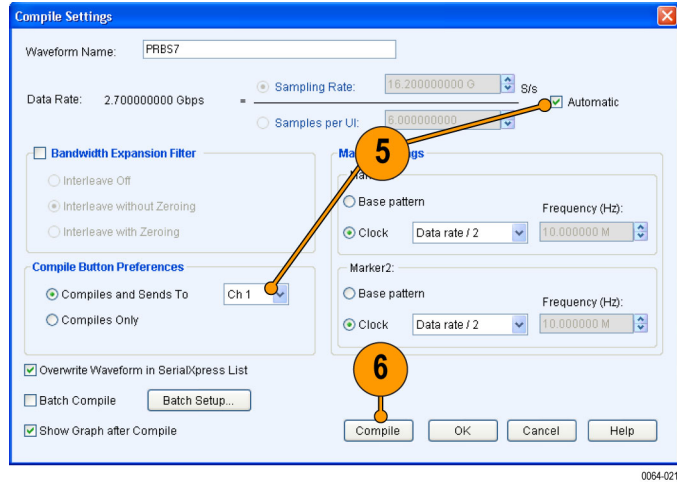 Compile Settings
Waveform Name: PRBS7
Sampling Rate: 16.200000000 G S/s
Data Rate: 2.700000000 Gbps = Automatic
Samples per UI: 6.000000000
5
Bandwidth Expansion Filter
Interleave Off
Interleave without Zeroing
Interleave with Zeroing
Base pattern
Frequency (Hz):
Clock Data rate / 2 10.000000 M
Compile Button Preferences
Compiles and Sends To Ch 1
Compiles Only
Marker2:
Base pattern
Frequency (Hz):
Clock Data rate / 2 10.000000 M
Overwrite Waveform in SerialXpress List
6
Batch Compile Batch Setup...
Show Graph after Compile
Compile OK Cancel Help
0064-021